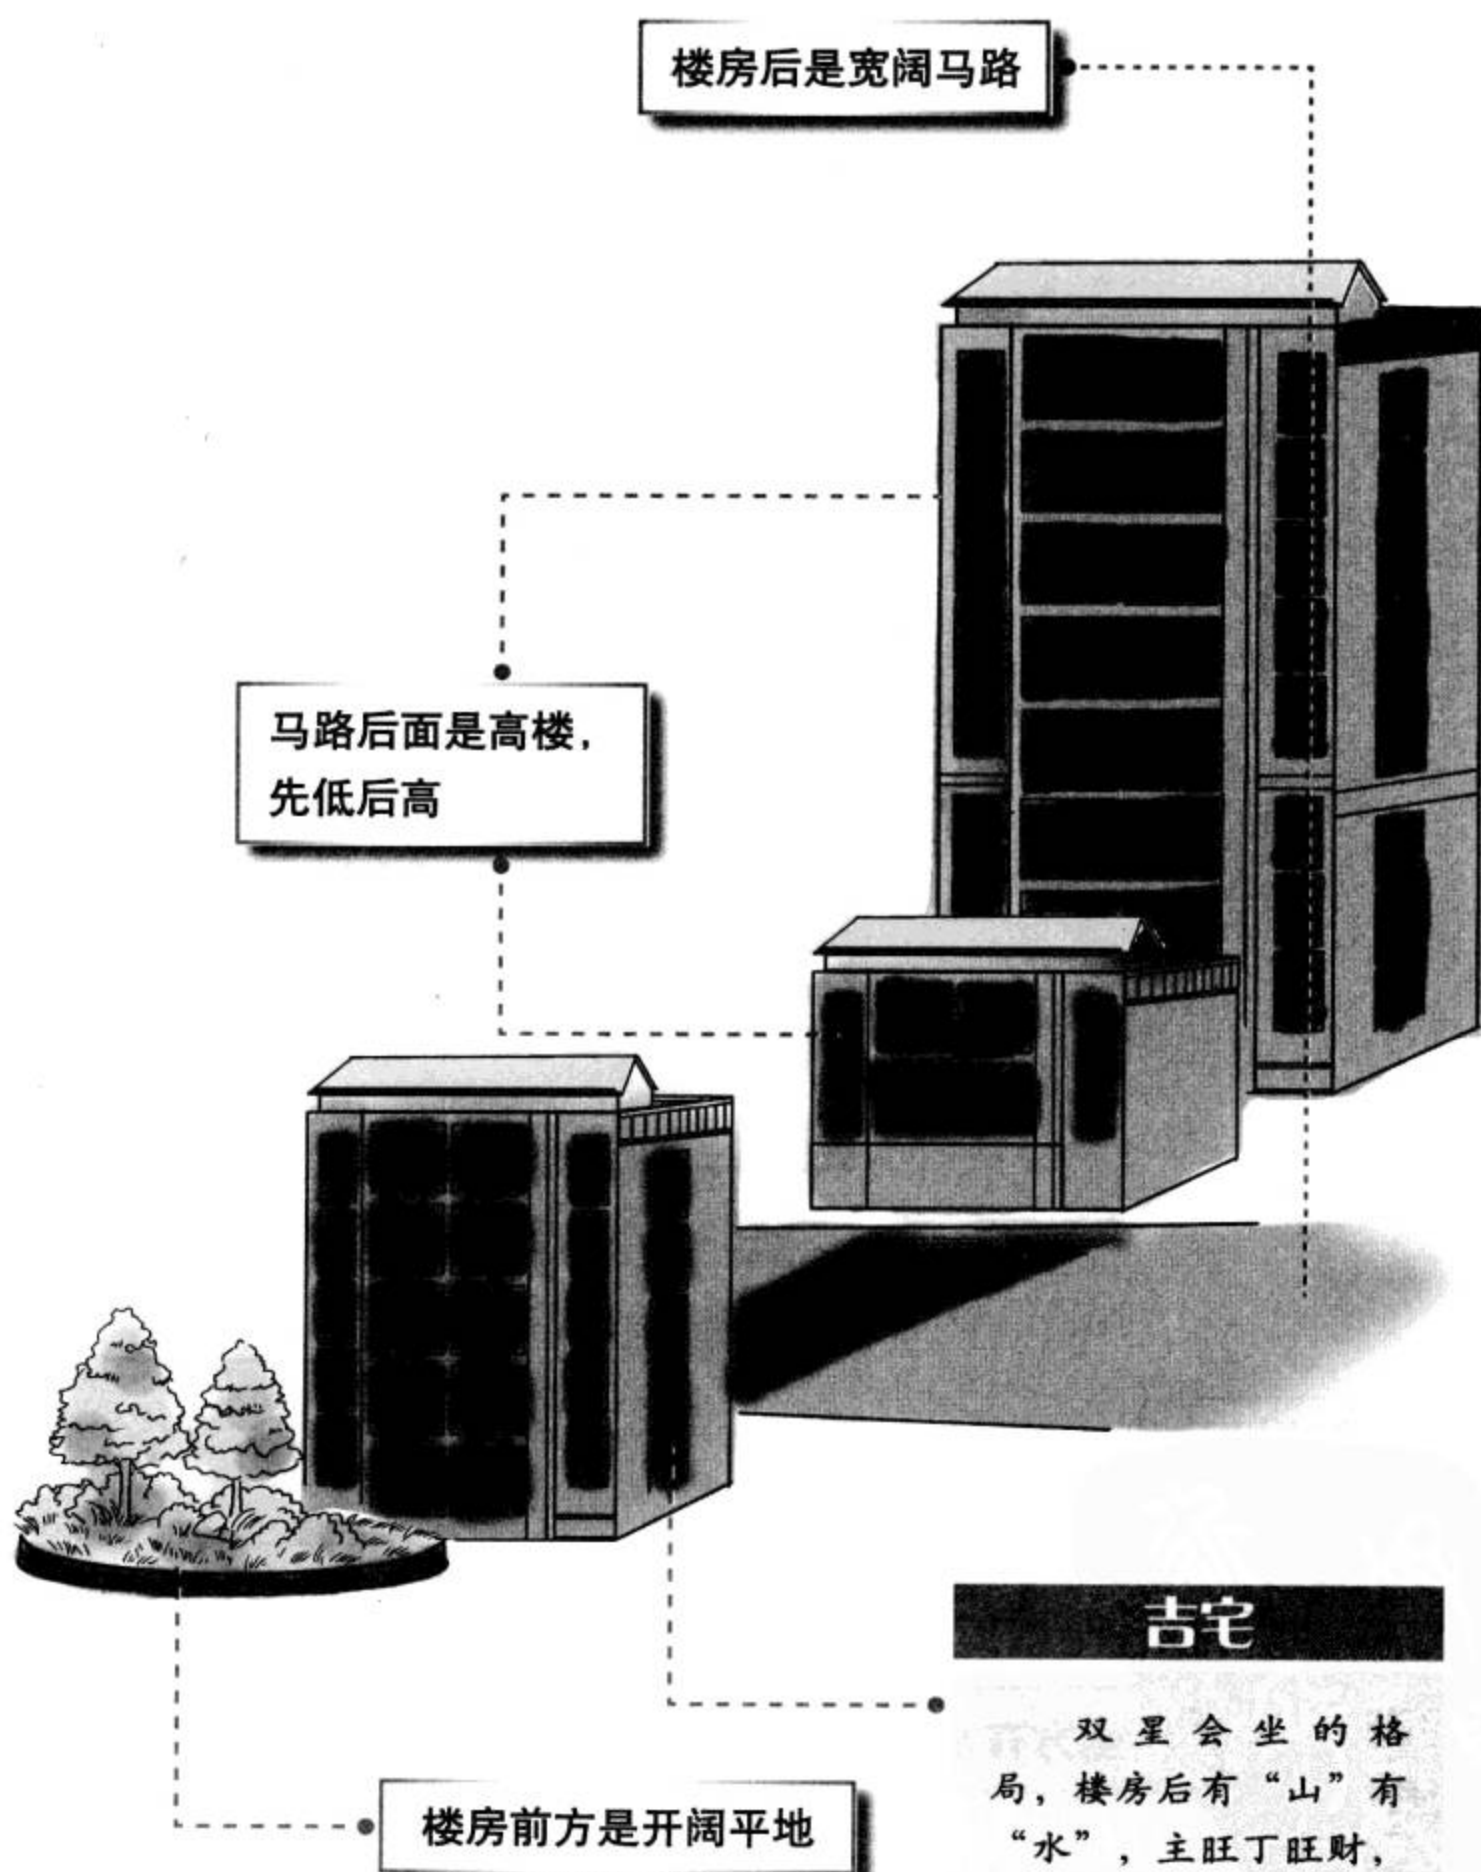 楼房后是宽阔马路
马路后面是高楼，
先低后高
吉宅
双星会坐的格
局，楼房后有“山”有
“水”，主旺丁旺财，
楼房前方是开阔平地